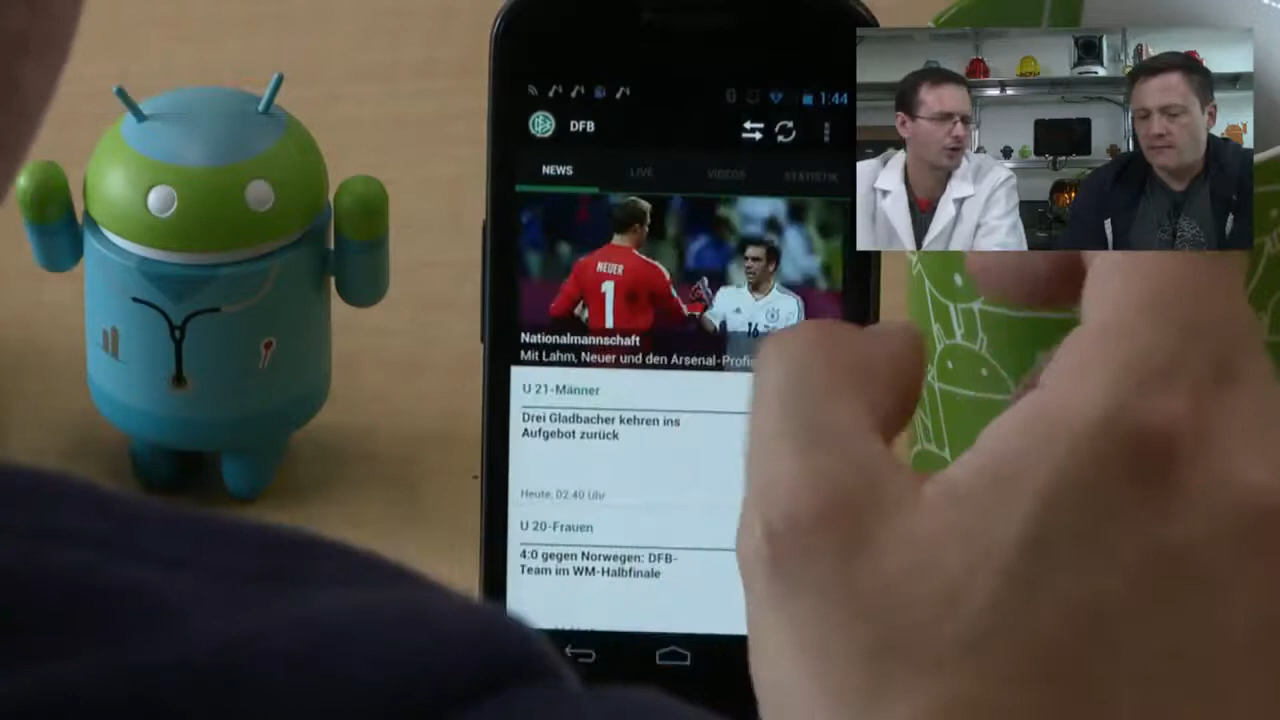 1:44
DFB
NEWS
LIVE
VIDEOS
STATISTIK
NEUER
1
16
Nationalmannschaft
Mit Lahm, Neuer und den Arsenal-Profis
U 21-Männer
Drei Gladbacher kehren ins
Aufgebot zurück
Heute, 02:40 Uhr
U 20-Frauen
4:0 gegen Norwegen: DFB-
Team im WM-Halbfinale